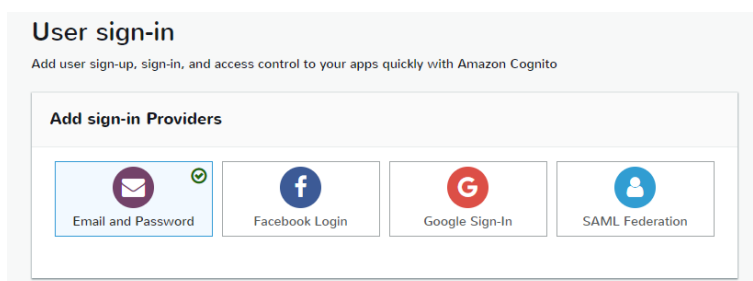 User sign-in
Add user sign-up, sign-in, and access control to your apps quickly with Amazon Cognito
Add sign-in Providers
Email and Password
Facebook Login
Google Sign-In
SAML Federation